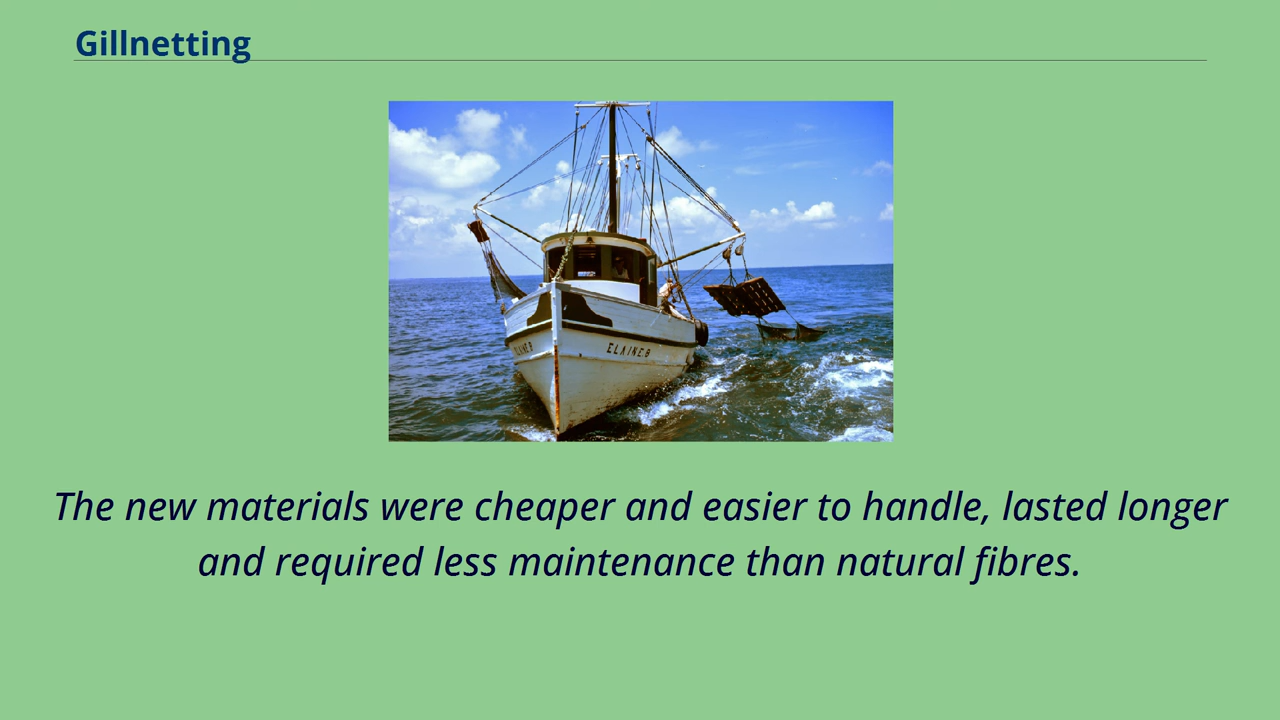 Gillnetting
ELAINE B
The new materials were cheaper and easier to handle, lasted longer
and required less maintenance than natural fibres.